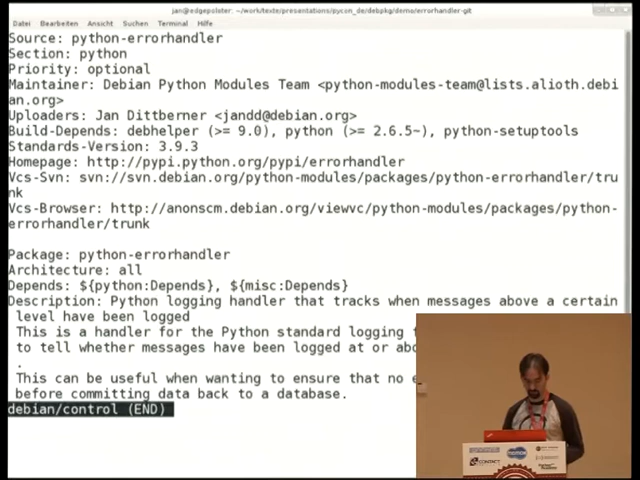 jan@edgepoloter: ~/work/texte/presentations/pycon_de/debpkg/demo/errorhandler-git
Datei Bearbeiten Ansicht Suchen Terminal Hilfe
Source: python-errorhandler
Section: python
Priority: optional
Maintainer: Debian Python Modules Team <python-modules-team@lists.alioth.debi
an.org>
Uploaders: Jan Dittberner <jandd@debian.org>
Build-Depends: debhelper (>= 9.0), python (>= 2.6.5~), python-setuptools
Standards-Version: 3.9.3
Homepage: http://pypi.python.org/pypi/errorhandler
Vcs-Svn: svn://svn.debian.org/python-modules/packages/python-errorhandler/tru
nk
Vcs-Browser: http://anonscm.debian.org/viewvc/python-modules/packages/python-
errorhandler/trunk
Package: python-errorhandler
Architecture: all
Depends: ${python:Depends}, ${misc:Depends}
Description: Python logging handler that tracks when messages above a certain
level have been logged
This is a handler for the Python standard logging
to tell whether messages have been logged at or
.
This can be useful when wanting to ensure that no
before committing data back to a database.
debian/control (END)
CONTACT